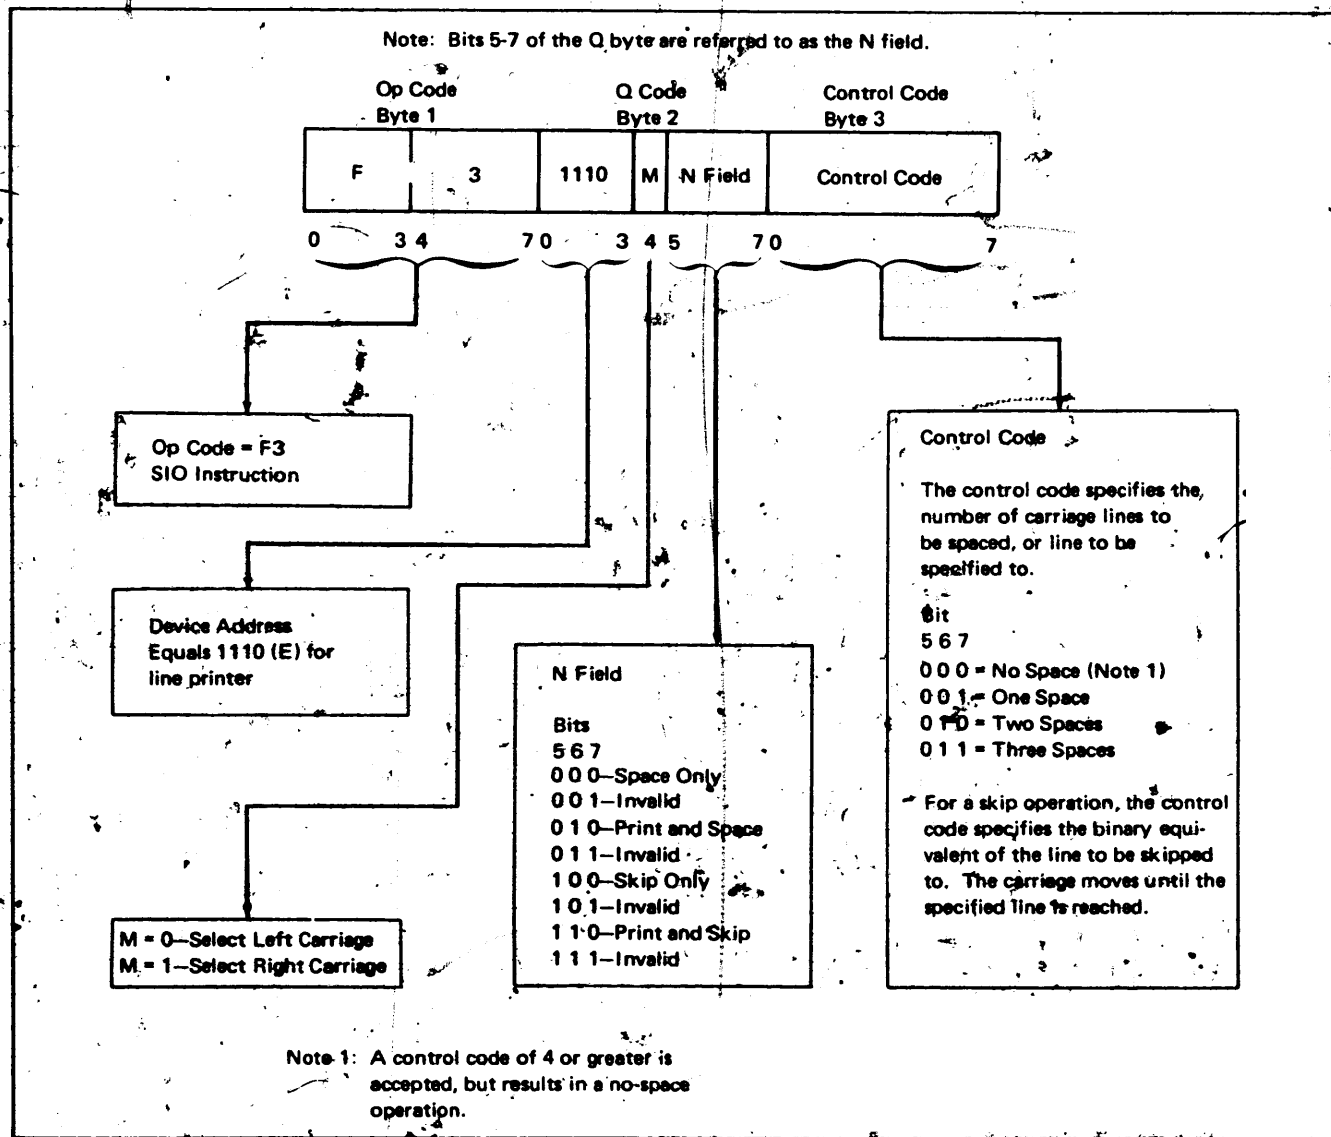 Note: Bits 5-7 of the Q byte are referred to as the N field.
Op Code
Byte 1
Q Code
Byte 2
Control Code
Byte 3
F 3 1110 M N Field Control Code
0 3 4 7 0 3 4 5 7 0 7
Op Code = F3
SIO Instruction
Device Address
Equals 1110 (E) for
line printer
M = 0—Select Left Carriage
M = 1—Select Right Carriage
N Field
Bits
5 6 7
0 0 0—Space Only
0 0 1—Invalid
0 1 0—Print and Space
0 1 1—Invalid
1 0 0—Skip Only
1 0 1—Invalid
1 1 0—Print and Skip
1 1 1—Invalid
Control Code
The control code specifies the
number of carriage lines to
be spaced, or line to be
specified to.
Bit
5 6 7
0 0 0 = No Space (Note 1)
0 0 1 = One Space
0 1 0 = Two Spaces
0 1 1 = Three Spaces
For a skip operation, the control
code specifies the binary equi-
valent of the line to be skipped
to. The carriage moves until the
specified line is reached.
Note 1: A control code of 4 or greater is
accepted, but results in a no-space
operation.